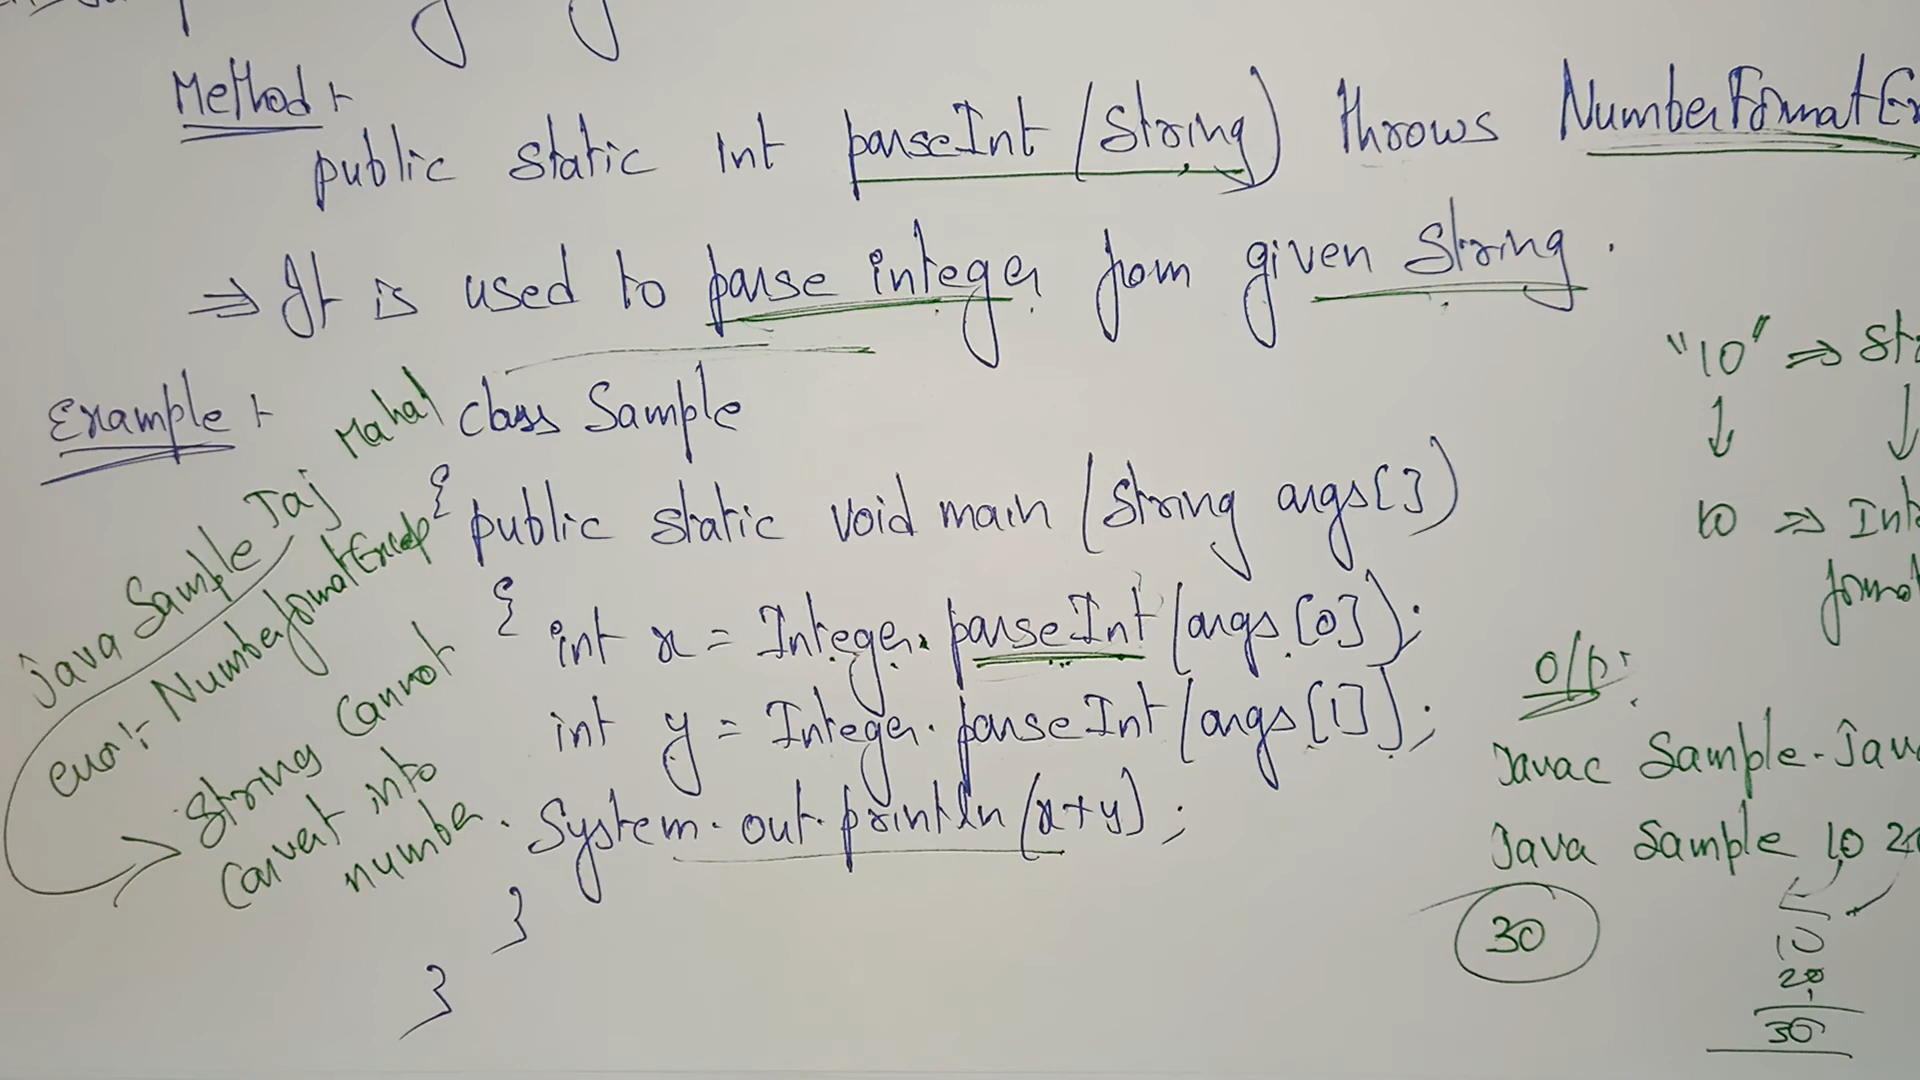 Method :-
public static int parseInt (String) throws NumberFormatEx
⇒ It is used to parse integer from given String.
Example :-
class Sample
{ public static void main (String args[])
{ int x = Integer.parseInt (args[0]);
int y = Integer.parseInt (args[1]);
System.out.println (x+y);
}
}
Java Sample Taj Mahal
error :- NumberformatExcep
String Cannot
Convert into
number.
"10" ⇒ St
↓ ↓
10 ⇒ Int
format
O/P:
Javac Sample.Java
Java Sample 10 20
30
10
20
30